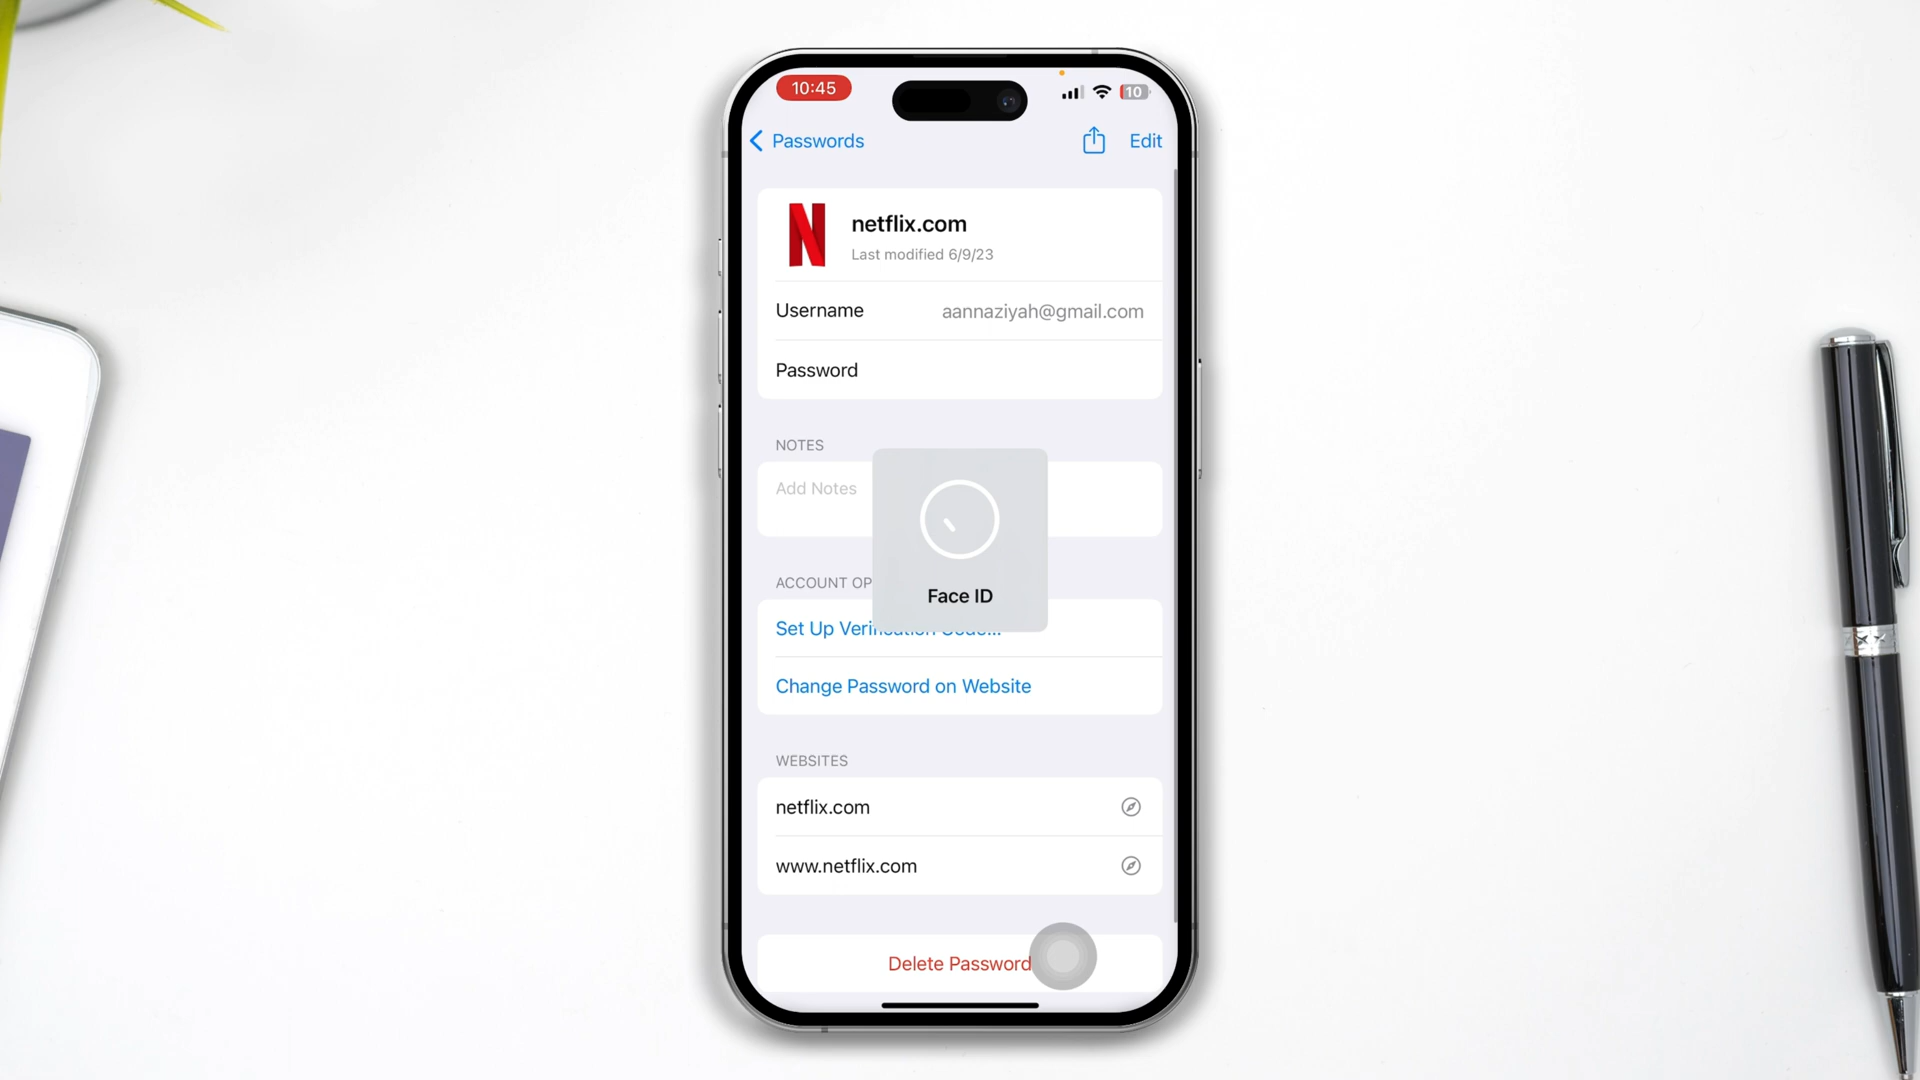 10:45
10
Passwords
Edit
netflix.com
Last modified 6/9/23
Username
aannaziyah@gmail.com
Password
NOTES
Add Notes
Face ID
ACCOUNT OP
Set Up Verification Code...
Change Password on Website
WEBSITES
netflix.com
www.netflix.com
Delete Password